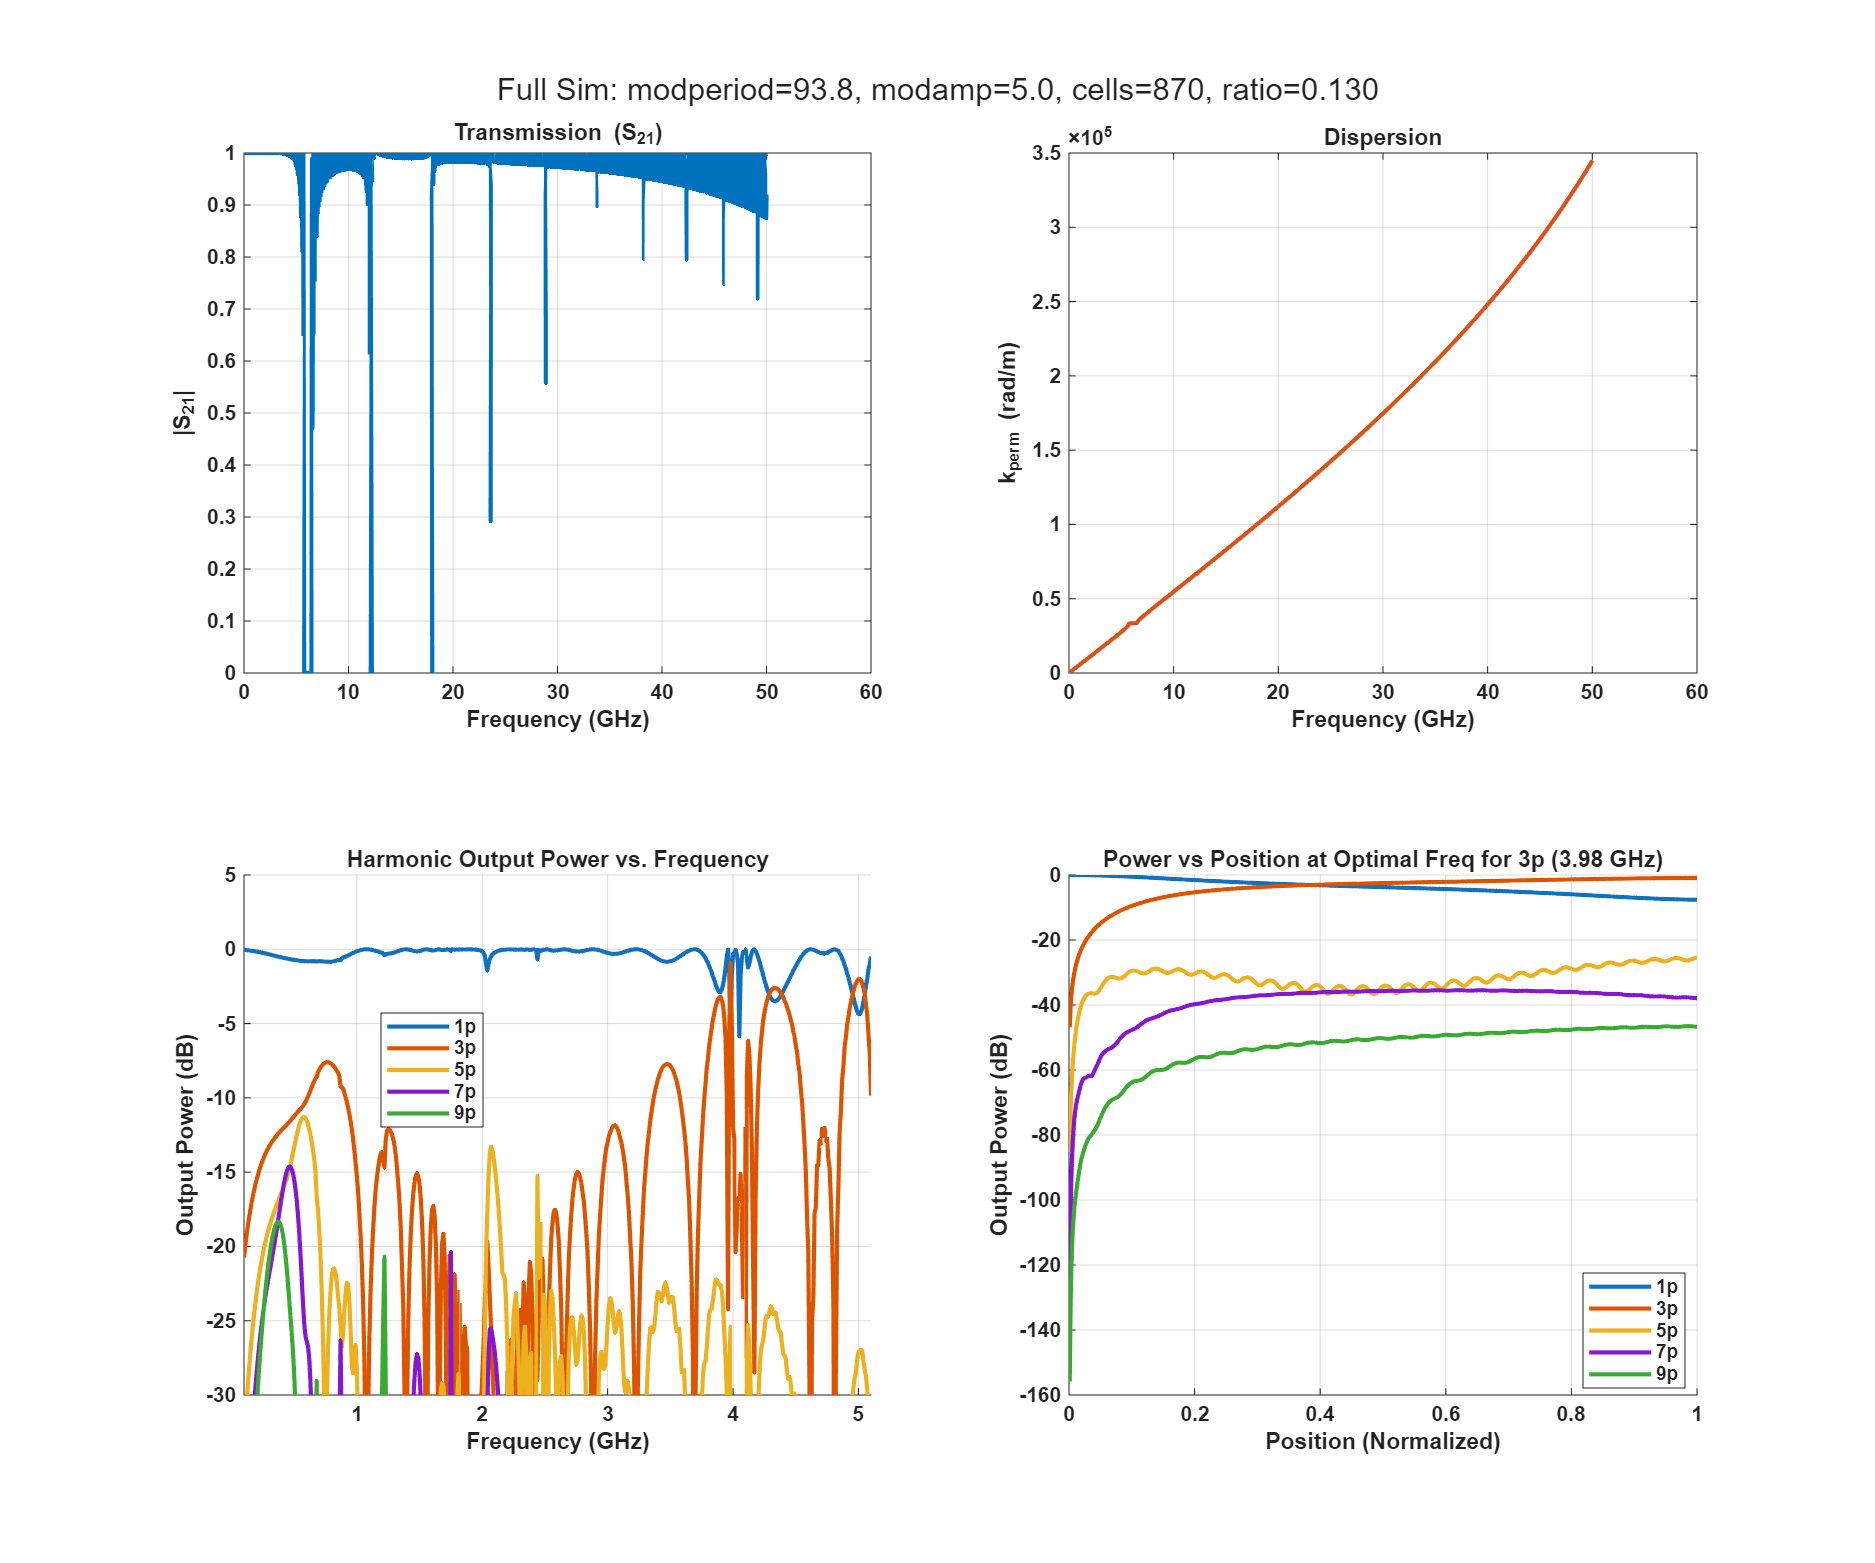 Full Sim: modperiod=93.8, modamp=5.0, cells=870, ratio=0.130
Transmission (S21)
1
0.9
0.8
0.7
0.6
0.5
0.4
0.3
0.2
0.1
0
|S21|
0 10 20 30 40 50 60
Frequency (GHz)
×10⁵
Dispersion
3.5
3
2.5
2
1.5
1
0.5
0
kperm (rad/m)
0 10 20 30 40 50 60
Frequency (GHz)
Harmonic Output Power vs. Frequency
5
0
-5
-10
-15
-20
-25
-30
Output Power (dB)
1p
3p
5p
7p
9p
1 2 3 4 5
Frequency (GHz)
Power vs Position at Optimal Freq for 3p (3.98 GHz)
0
-20
-40
-60
-80
-100
-120
-140
-160
Output Power (dB)
1p
3p
5p
7p
9p
0 0.2 0.4 0.6 0.8 1
Position (Normalized)